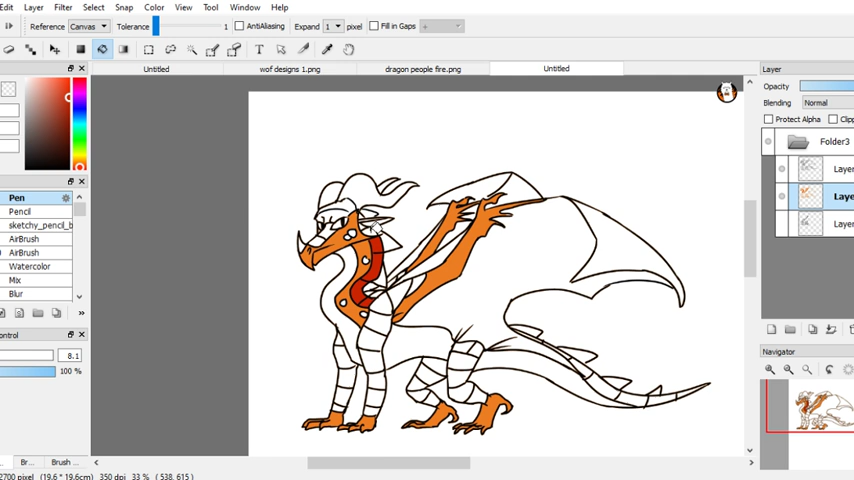 Edit Layer Filter Select Snap Color View Tool Window Help
Reference Canvas Tolerance 1 AntiAliasing Expand 1 pixel Fill in Gaps
Untitled wof designs 1.png dragon people fire.png Untitled
Layer
Opacity
Blending Normal
Protect Alpha Clipp
Folder3
Layer
Laye
Layer
Pen
Pencil
sketchy_pencil_b
AirBrush
AirBrush
Watercolor
Mix
Blur
ontrol
8.1
100 %
Navigator
Br... Brush ...
2700 pixel (19.6 * 19.6cm) 350 dpi 33 % ( 538, 615 )